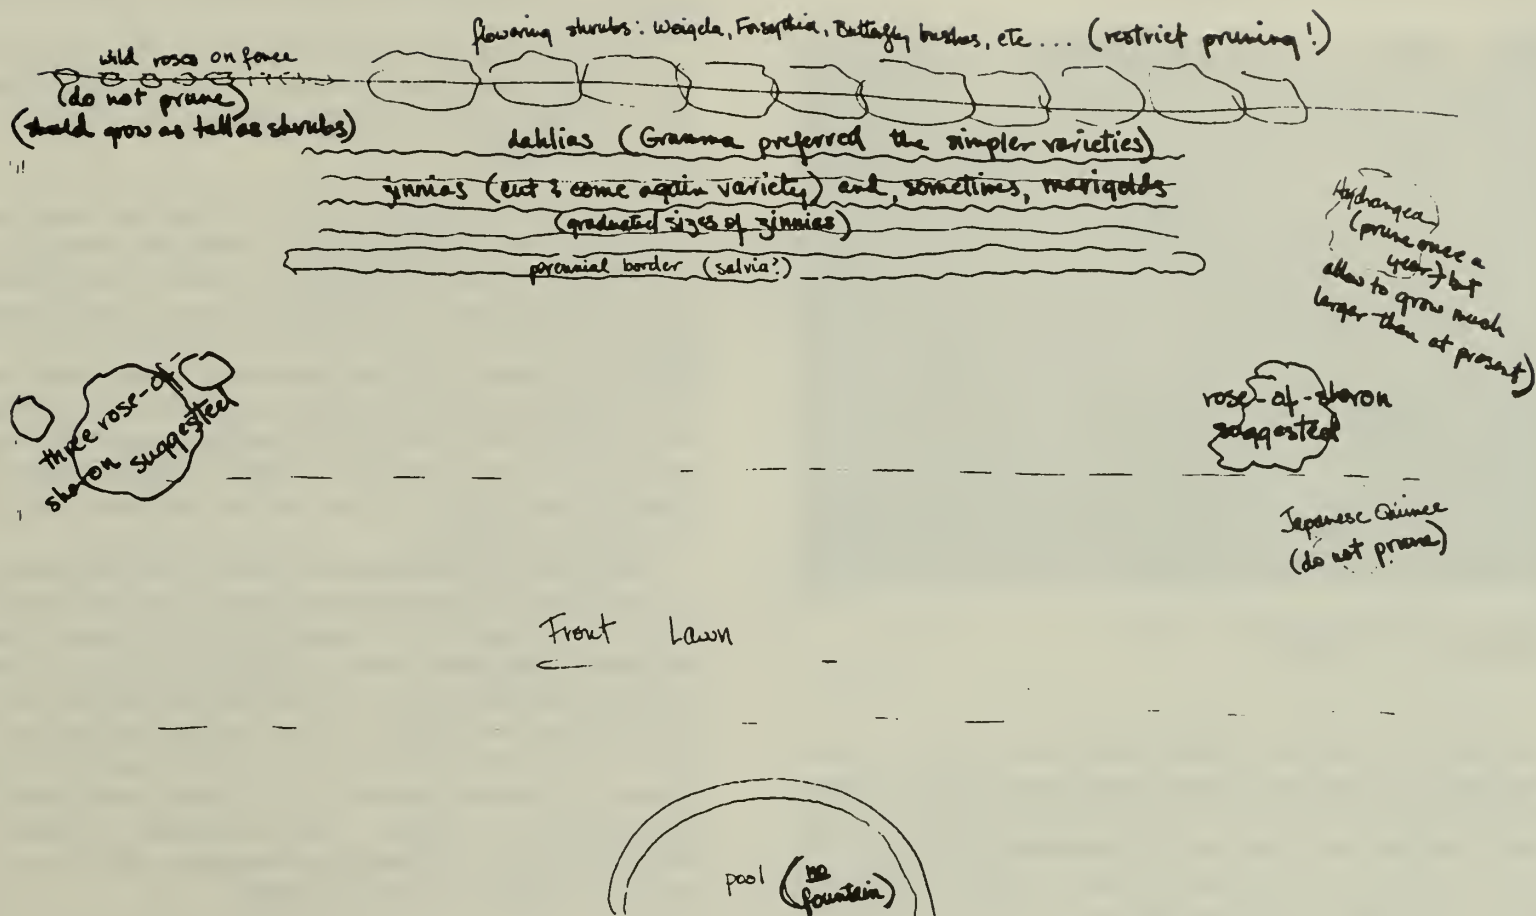 flowering shrubs: Weigela, Forsythia, Butterfly bushes, etc... (restrict pruning!)
wild roses on fence
(do not prune)
(should grow as tall as shrubs)
dahlias (Gramma preferred the simpler varieties)
zinnias (cut & come again variety) and, sometimes, marigolds
(graduated sizes of zinnias)
perennial border (salvia?)
Hydrangea
(prune once a
year) but
allow to grow much
larger than at present)
three rose-of-
sharon suggested
rose-of-sharon
suggested
Japanese Quince
(do not prune)
Front Lawn
pool (no
fountain)